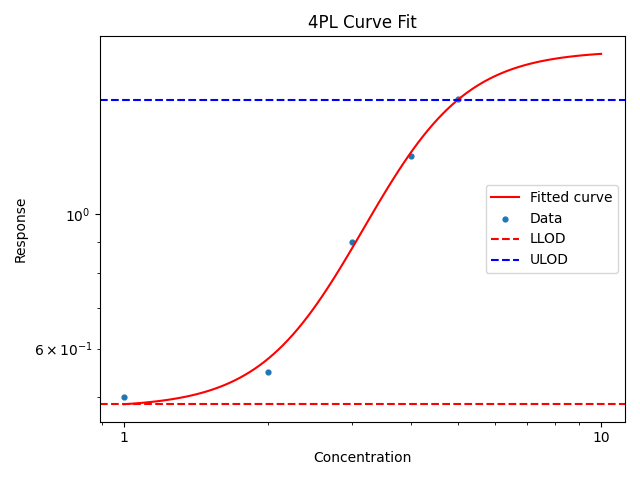 4PL Curve Fit
Response
10⁰
6 × 10⁻¹
Fitted curve
Data
LLOD
ULOD
1
10
Concentration